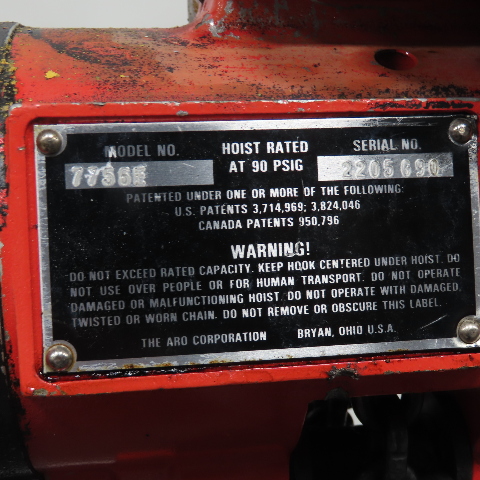 MODEL NO. HOIST RATED SERIAL NO.
AT 90 PSIG
PATENTED UNDER ONE OR MORE OF THE FOLLOWING:
U.S. PATENTS 3,714,969; 3,824,046
CANADA PATENTS 950,796
WARNING!
DO NOT EXCEED RATED CAPACITY. KEEP HOOK CENTERED UNDER HOIST. DO
NOT USE OVER PEOPLE OR FOR HUMAN TRANSPORT. DO NOT OPERATE
DAMAGED OR MALFUNCTIONING HOIST. DO NOT OPERATE WITH DAMAGED,
TWISTED OR WORN CHAIN. DO NOT REMOVE OR OBSCURE THIS LABEL.
THE ARO CORPORATION BRYAN, OHIO U.S.A.